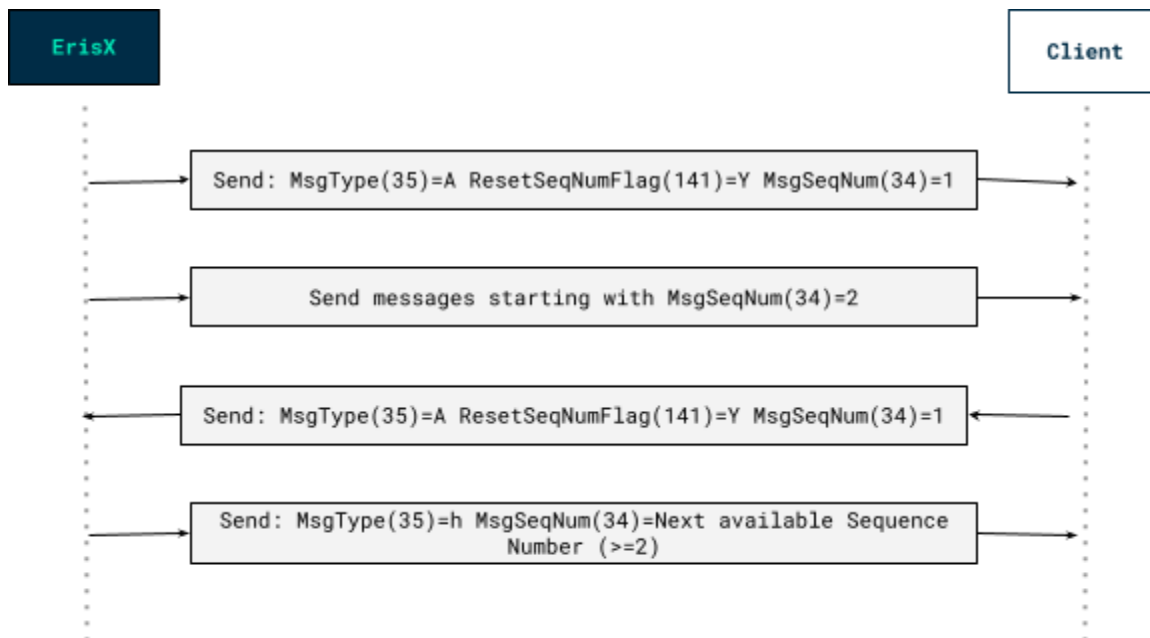 ErisX
Client
Send: MsgType(35)=A ResetSeqNumFlag(141)=Y MsgSeqNum(34)=1
Send messages starting with MsgSeqNum(34)=2
Send: MsgType(35)=A ResetSeqNumFlag(141)=Y MsgSeqNum(34)=1
Send: MsgType(35)=h MsgSeqNum(34)=Next available Sequence
Number (>=2)